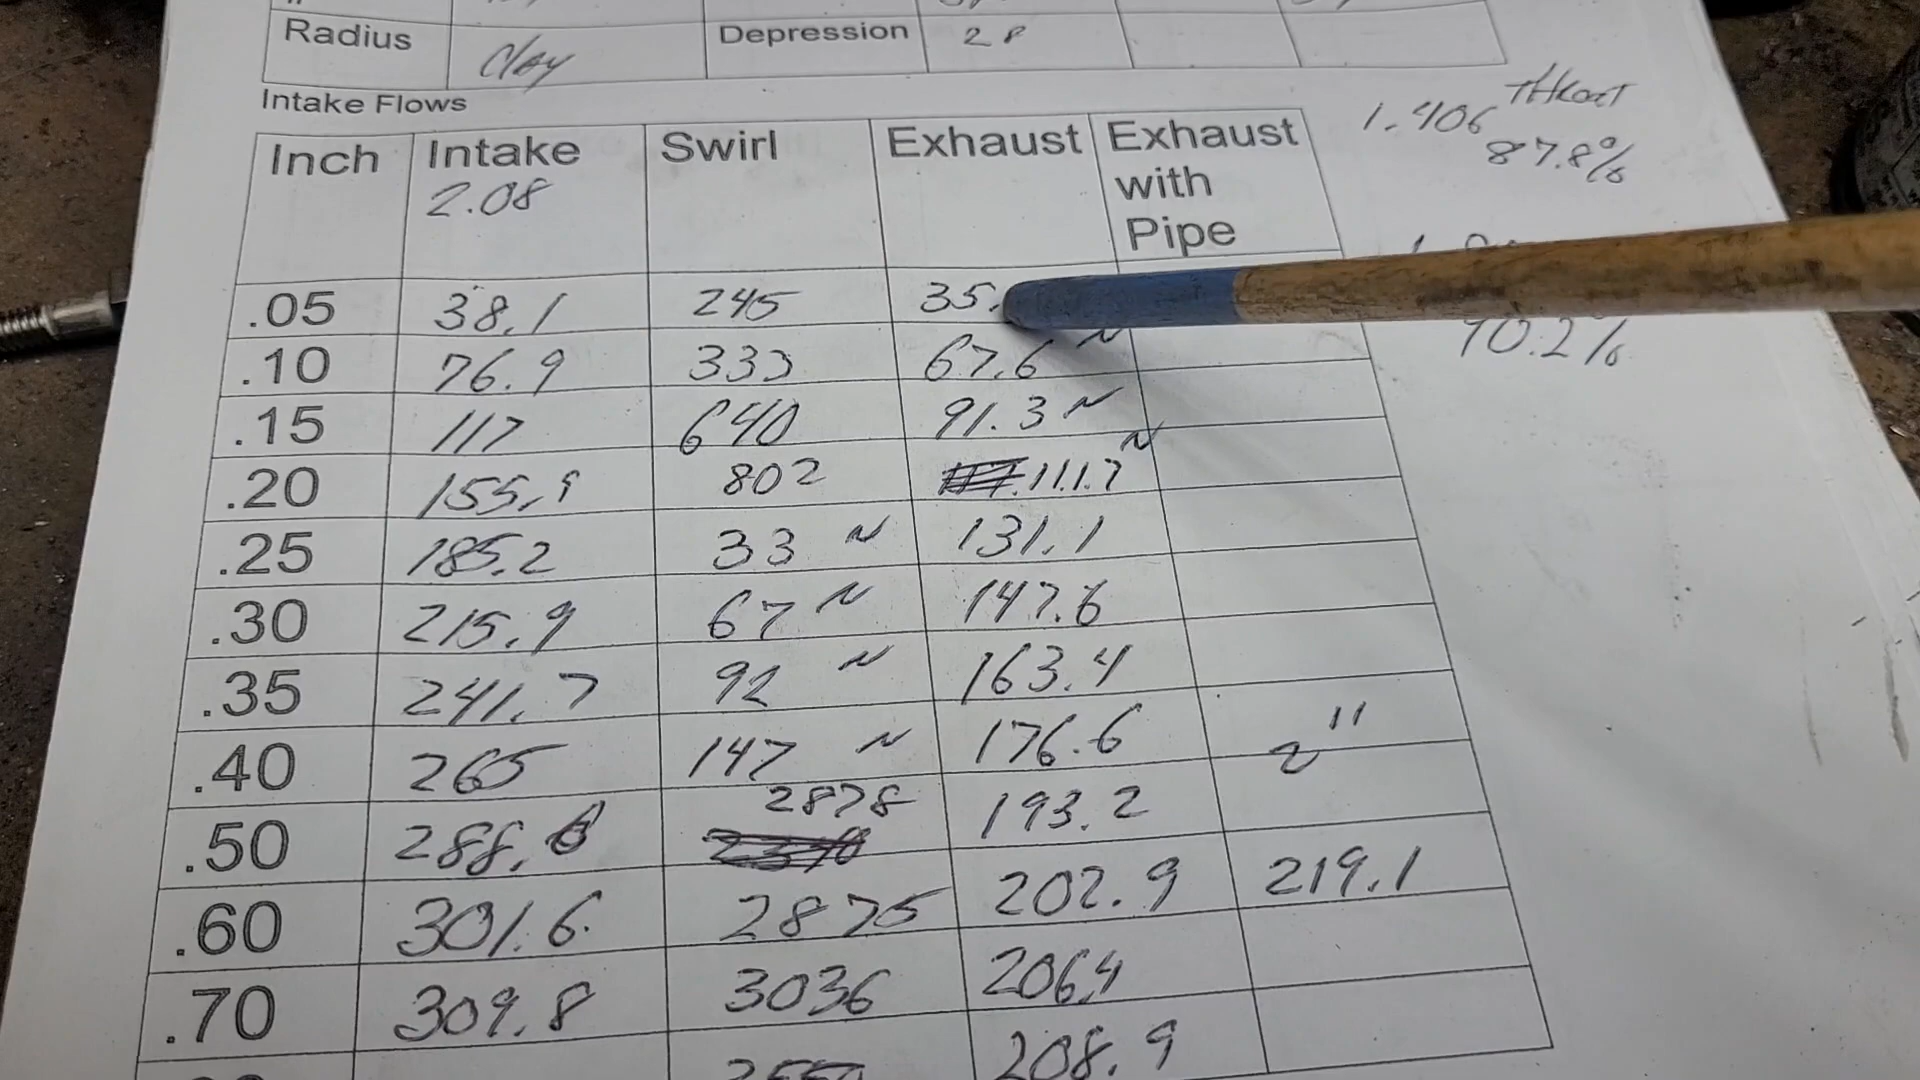 Radius Clay Depression 28
Intake Flows
1.406 THROAT
87.8%
Inch Intake Swirl Exhaust Exhaust with Pipe
2.08
.05 38.1 245 35.
90.2%
.10 76.9 333 67.6 N
.15 117 640 91.3 N
.20 155.9 802 111.7 N
.25 185.2 33 N 131.1
.30 215.9 67 N 147.6
.35 241.7 92 N 163.4
.40 265 147 N 176.6 2"
.50 288.6 2878 193.2
.60 301.6 2875 202.9 219.1
.70 309.8 3036 206.4
208.9